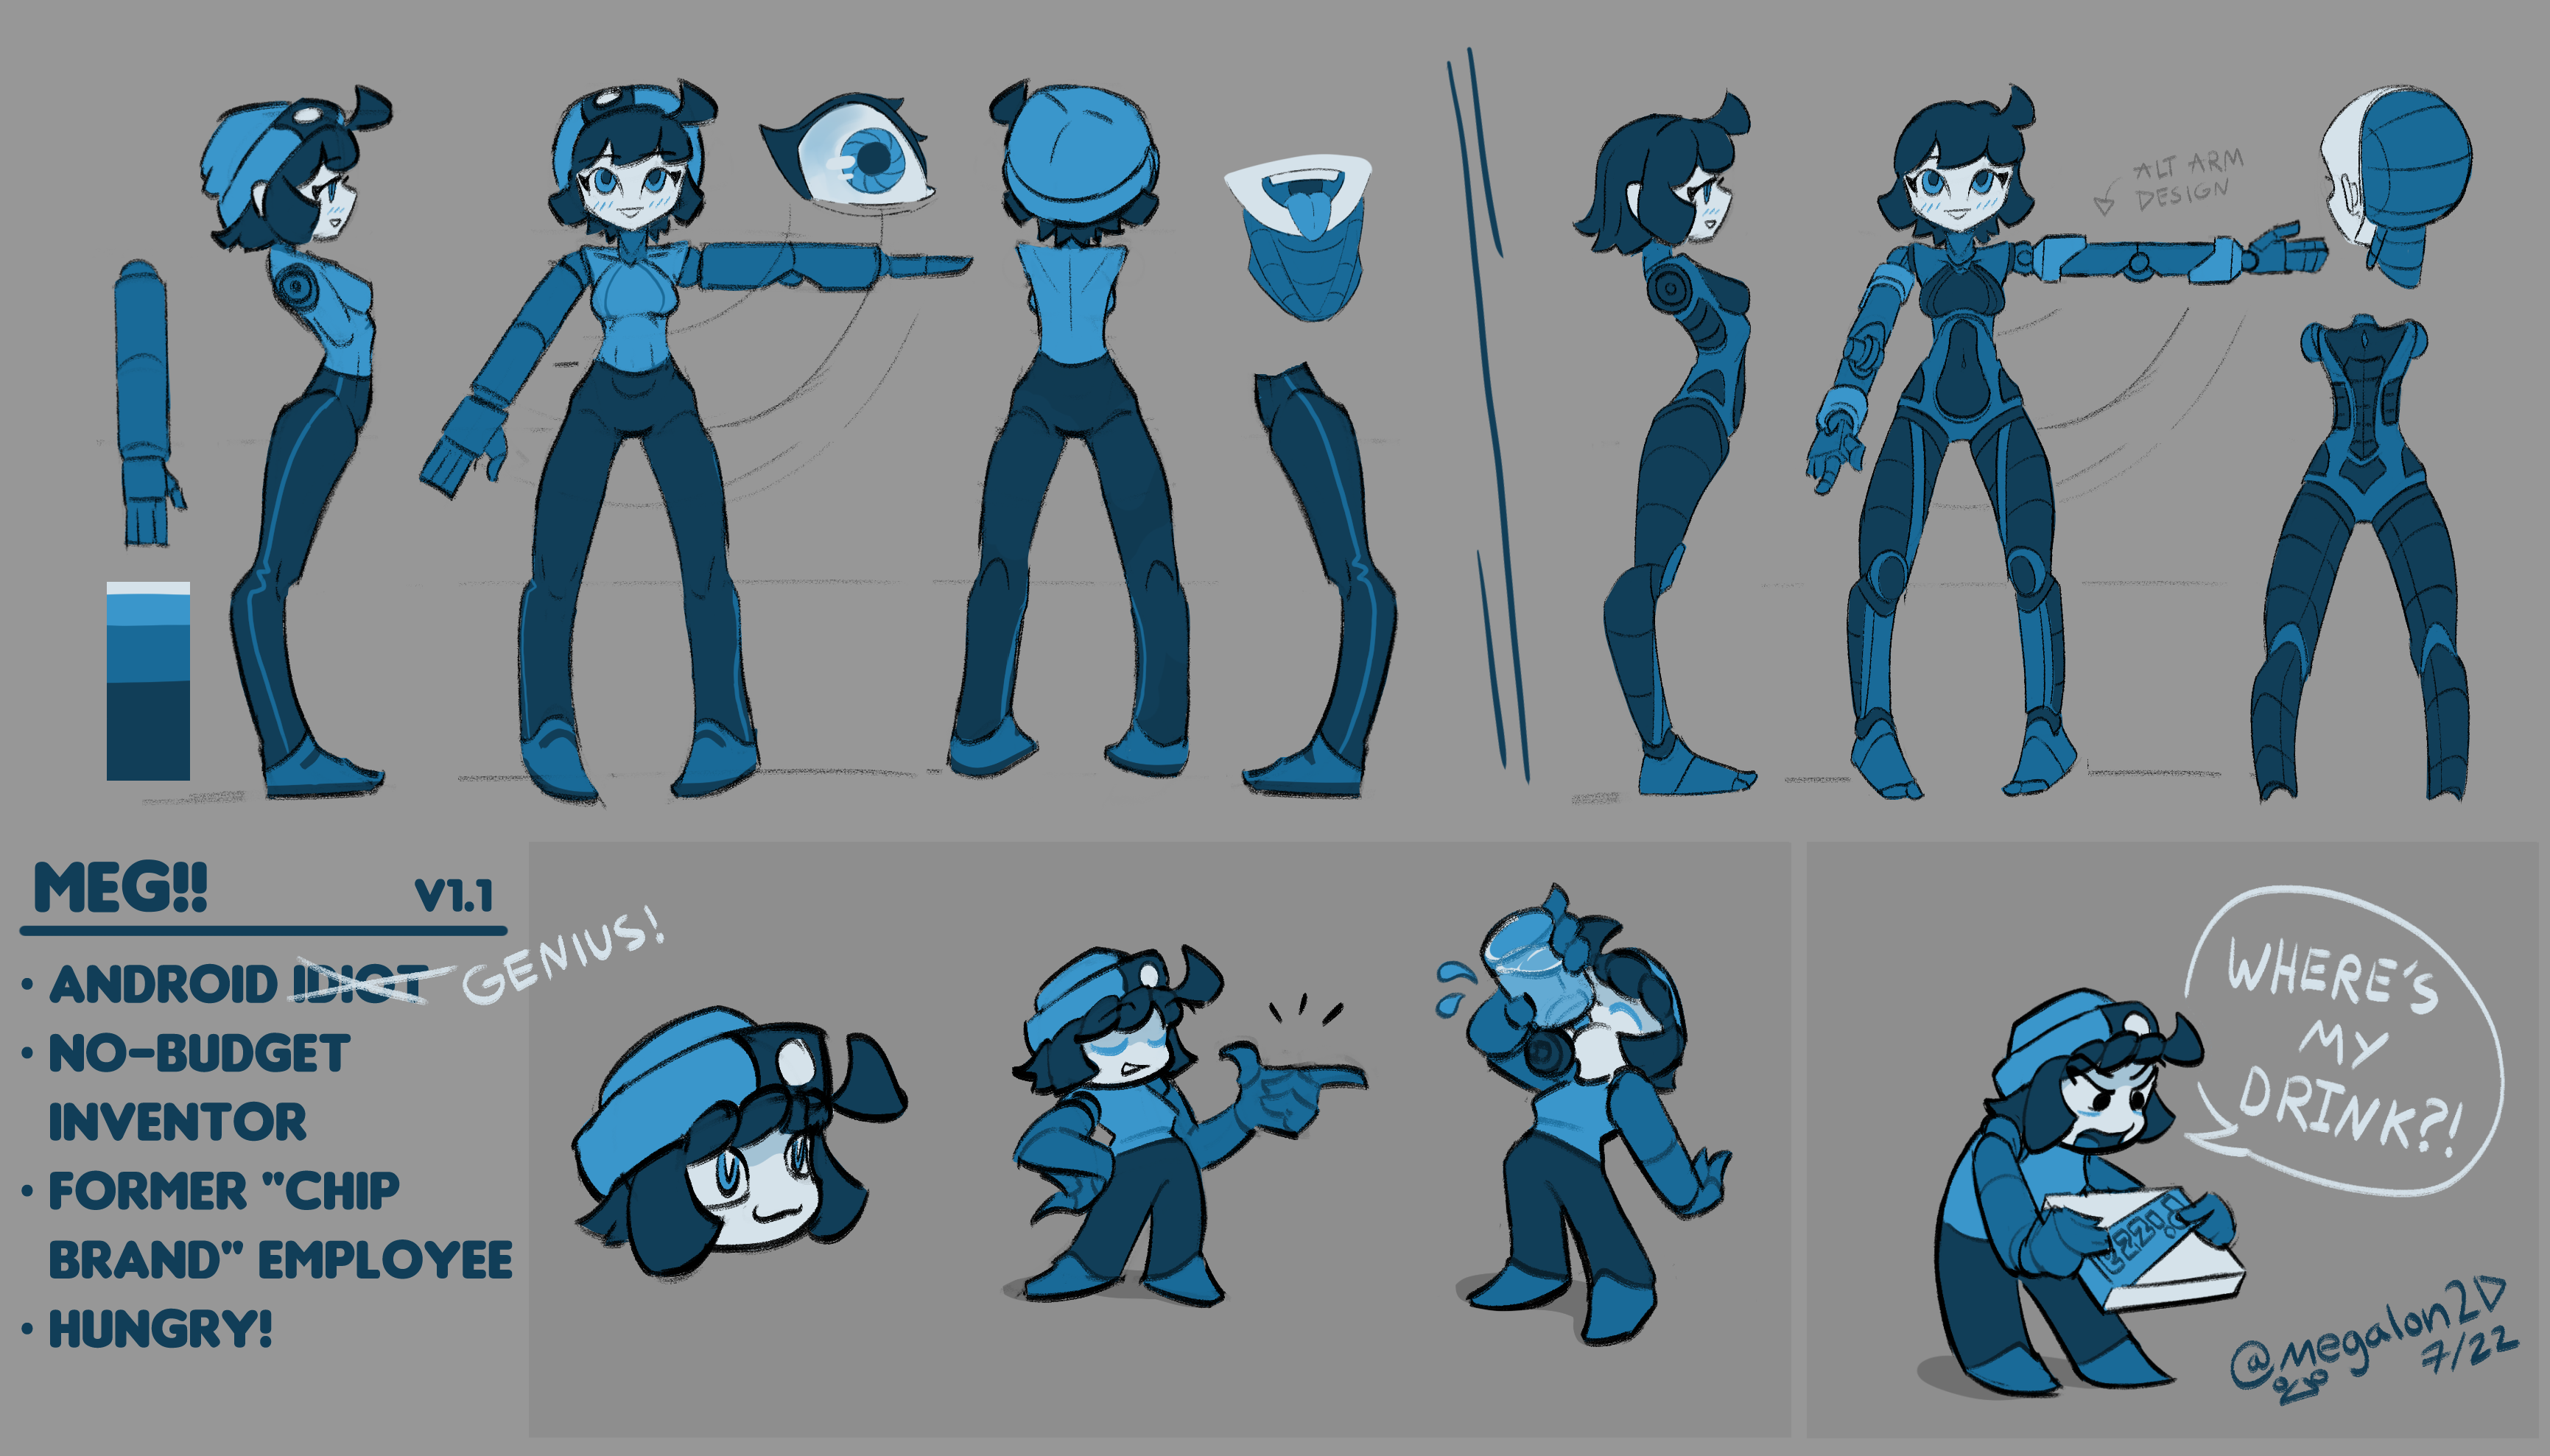 ALT ARM
DESIGN
MEG!!
V1.1
• ANDROID IDIOT GENIUS!
• NO-BUDGET
INVENTOR
• FORMER "CHIP
BRAND" EMPLOYEE
• HUNGRY!
WHERE'S
MY
DRINK?!
@megalon2D
7/22